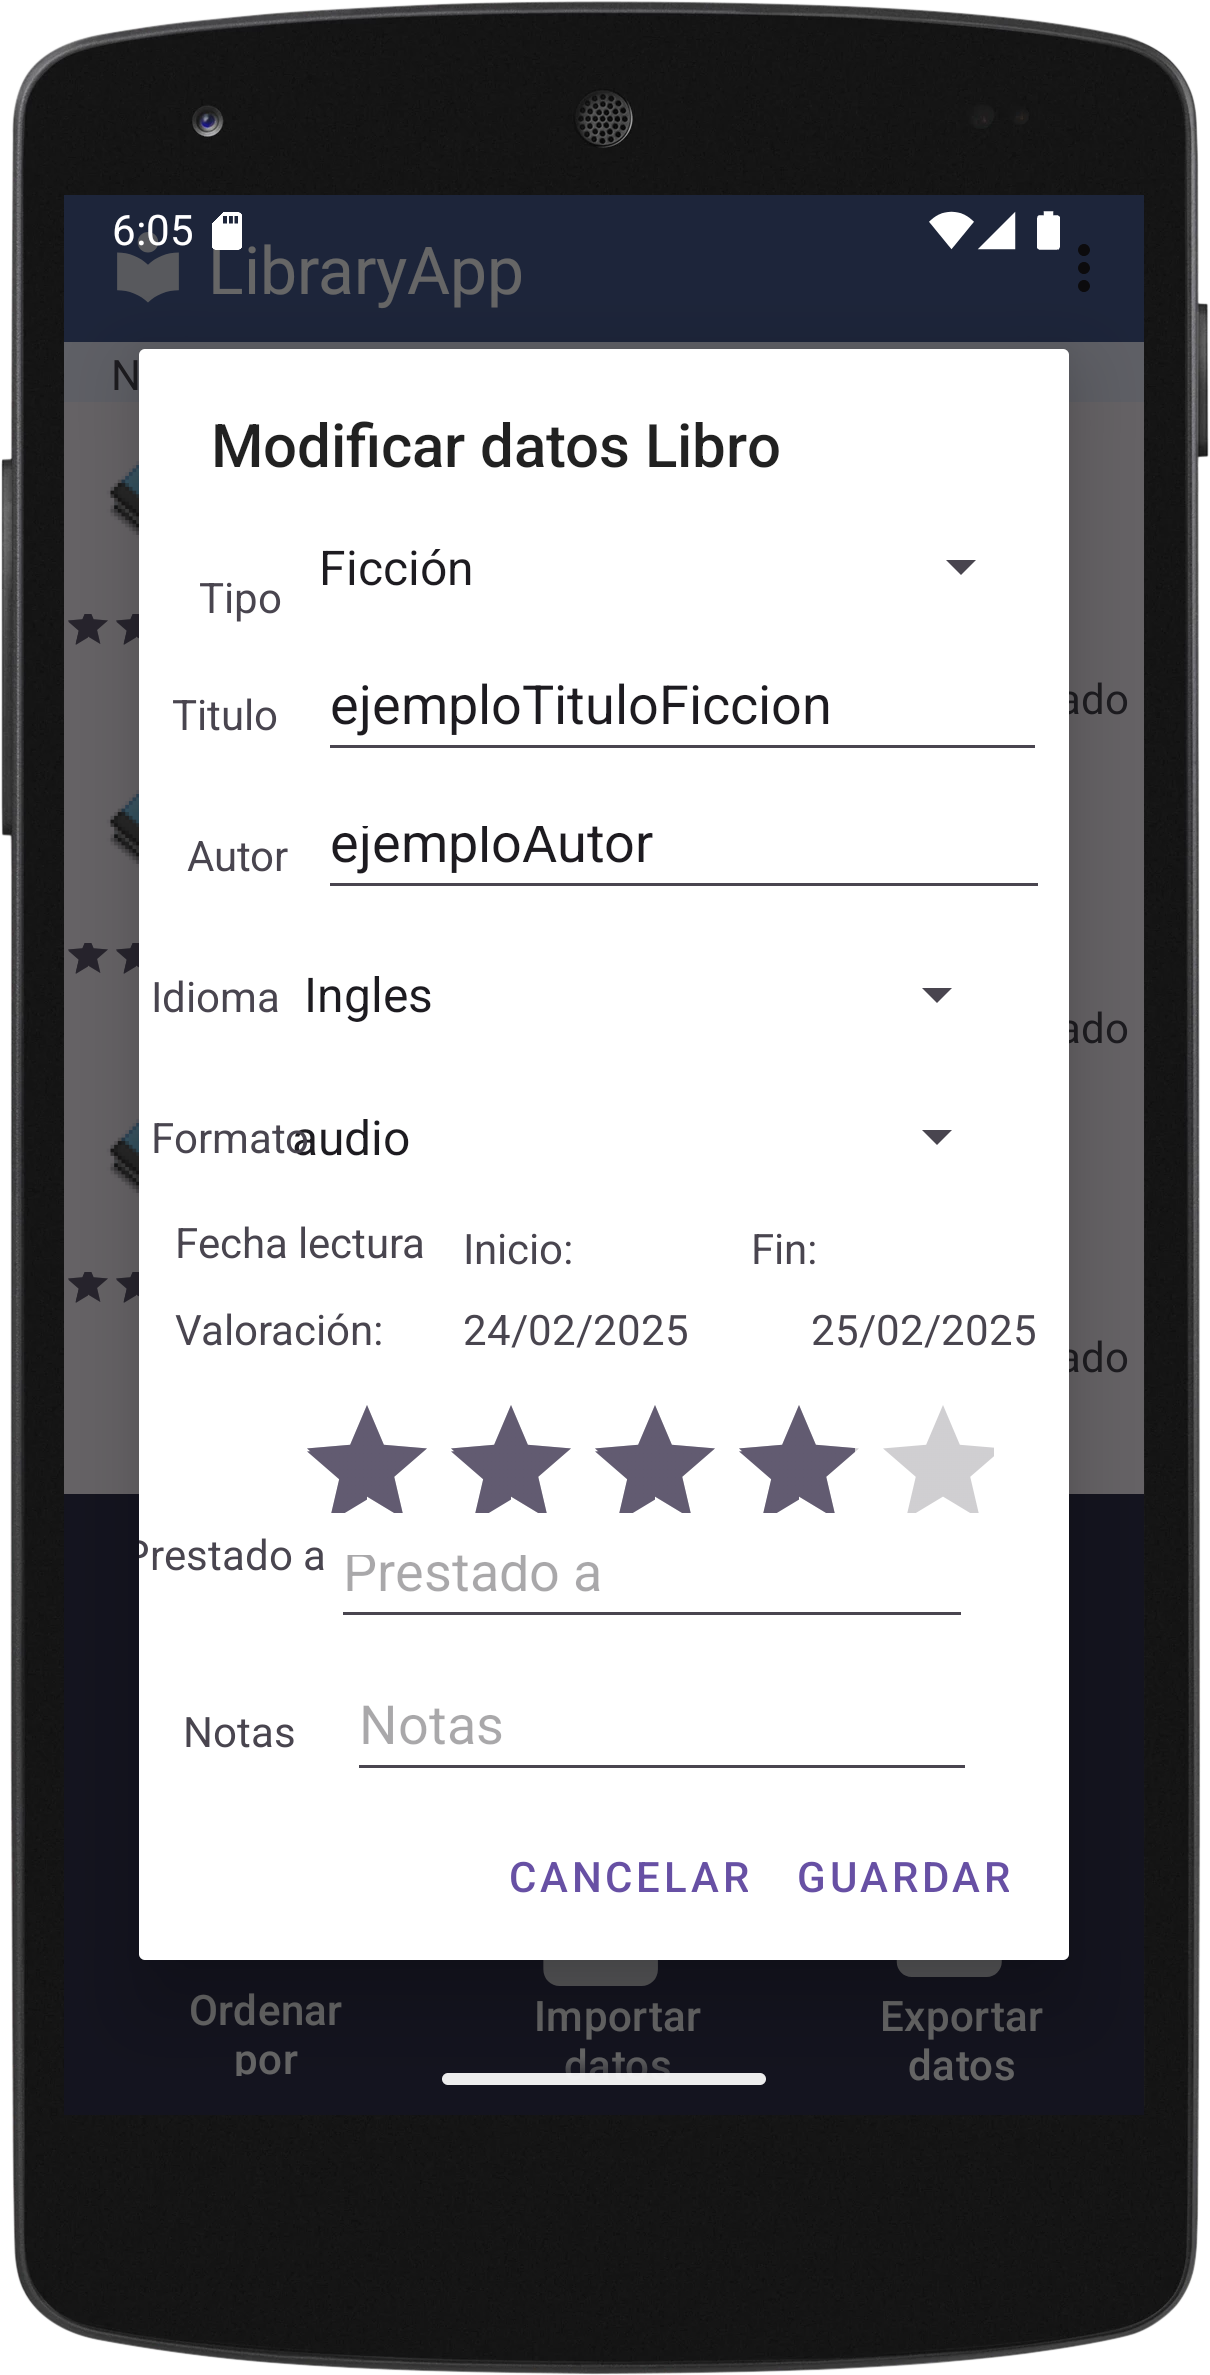 6:05
LibraryApp
N
Modificar datos Libro
Tipo Ficción
Titulo ejemploTituloFiccion
ado
Autor ejemploAutor
Idioma Ingles
ado
Formato audio
Fecha lectura Inicio: Fin:
Valoración: 24/02/2025 25/02/2025
ado
Prestado a Prestado a
Notas Notas
CANCELAR GUARDAR
Ordenar por
Importar datos
Exportar datos